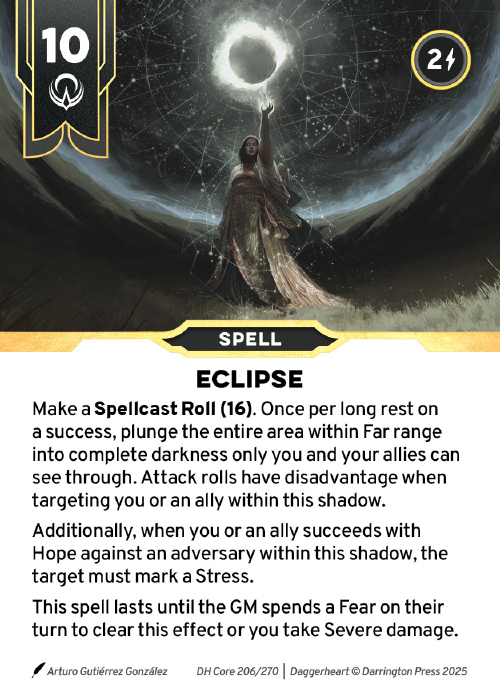 10
2
SPELL
ECLIPSE
Make a Spellcast Roll (16). Once per long rest on
a success, plunge the entire area within Far range
into complete darkness only you and your allies can
see through. Attack rolls have disadvantage when
targeting you or an ally within this shadow.
Additionally, when you or an ally succeeds with
Hope against an adversary within this shadow, the
target must mark a Stress.
This spell lasts until the GM spends a Fear on their
turn to clear this effect or you take Severe damage.
Arturo Gutiérrez González DH Core 206/270 | Daggerheart © Darrington Press 2025